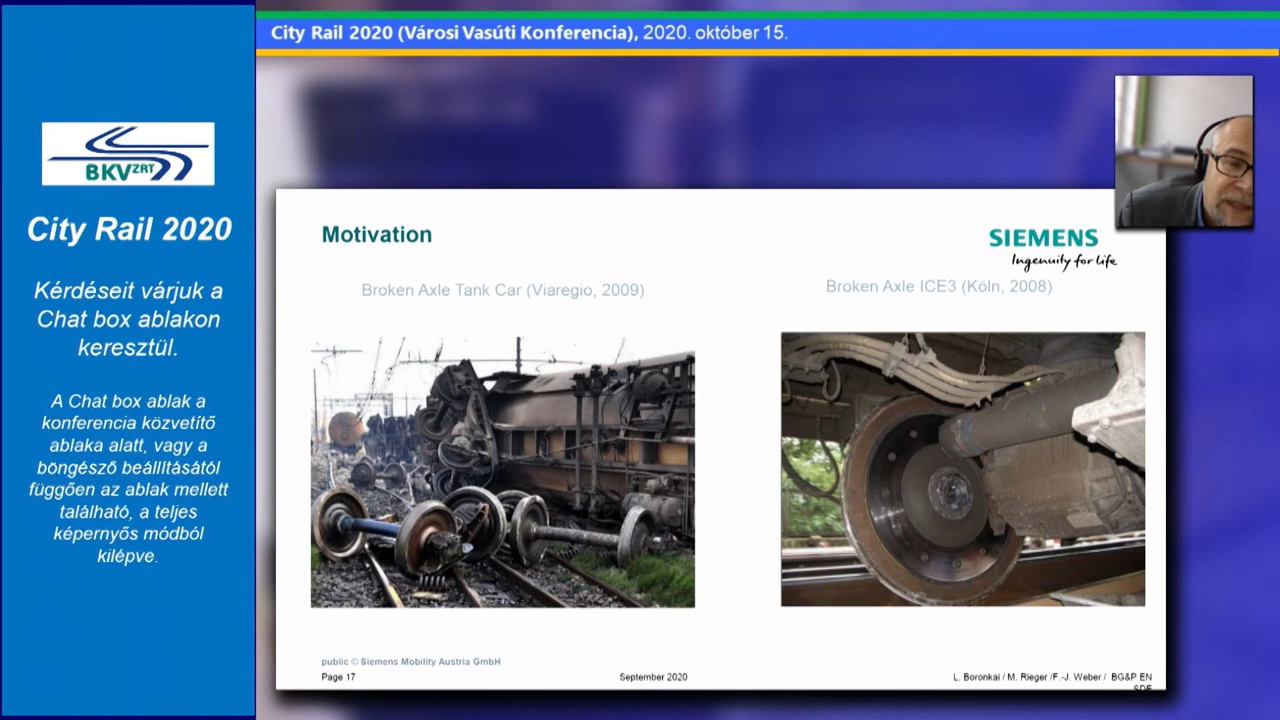 City Rail 2020 (Városi Vasúti Konferencia), 2020. október 15.
BKV ZRT
City Rail 2020
Kérdéseit várjuk a
Chat box ablakon
keresztül.
A Chat box ablak a
konferencia közvetítő
ablaka alatt, vagy a
böngésző beállításától
függően az ablak mellett
található, a teljes
képernyős módból
kilépve.
Motivation
SIEMENS
Ingenuity for life
Broken Axle Tank Car (Viaregio, 2009)
Broken Axle ICE3 (Köln, 2008)
public © Siemens Mobility Austria GmbH
Page 17
September 2020
L. Boronkai / M. Rieger /F.-J. Weber / BG&P EN
SDE